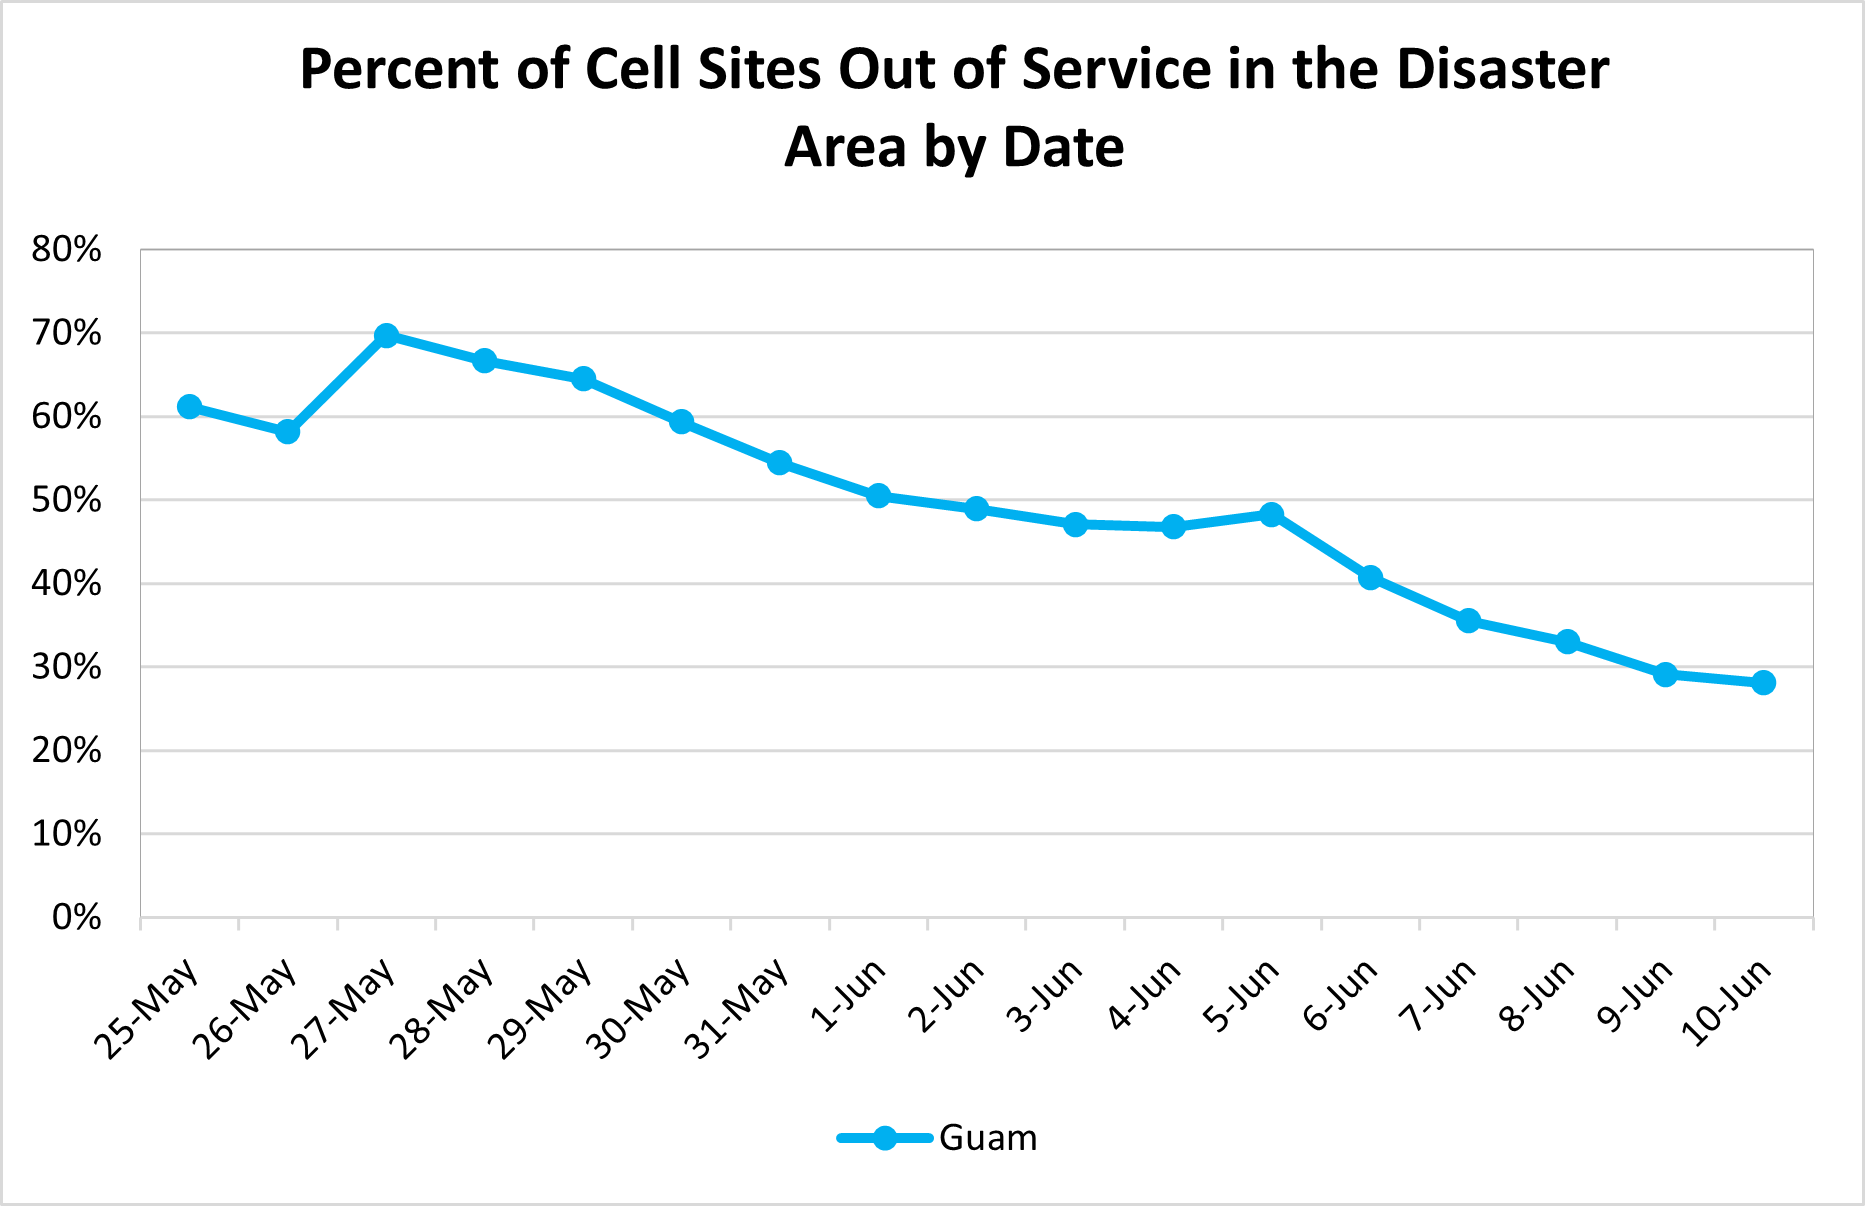 Percent of Cell Sites Out of Service in the Disaster
Area by Date
80%
70%
60%
50%
40%
30%
20%
10%
0%
25-May
26-May
27-May
28-May
29-May
30-May
31-May
1-Jun
2-Jun
3-Jun
4-Jun
5-Jun
6-Jun
7-Jun
8-Jun
9-Jun
10-Jun
Guam